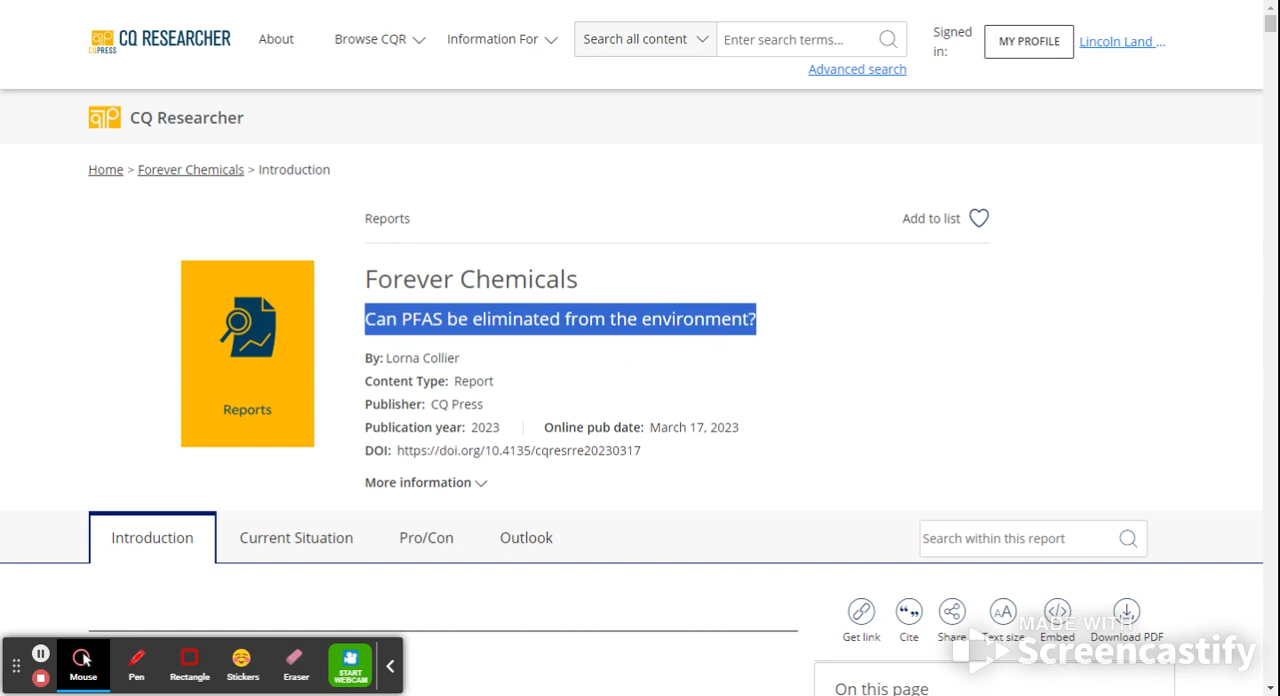 CQ PRESS CQ RESEARCHER
About
Browse CQR
Information For
Search all content
Enter search terms...
Signed in:
MY PROFILE
Lincoln Land ...
Advanced search
CQ Researcher
Home > Forever Chemicals > Introduction
Reports
Add to list
Reports
Forever Chemicals
Can PFAS be eliminated from the environment?
By: Lorna Collier
Content Type: Report
Publisher: CQ Press
Publication year: 2023
Online pub date: March 17, 2023
DOI: https://doi.org/10.4135/cqresrre20230317
More information
Introduction
Current Situation
Pro/Con
Outlook
Search within this report
Get link
Cite
Share
Text size
Embed
Download PDF
MADE WITH
Screencastify
On this page
Mouse
Pen
Rectangle
Stickers
Eraser
START WEBCAM